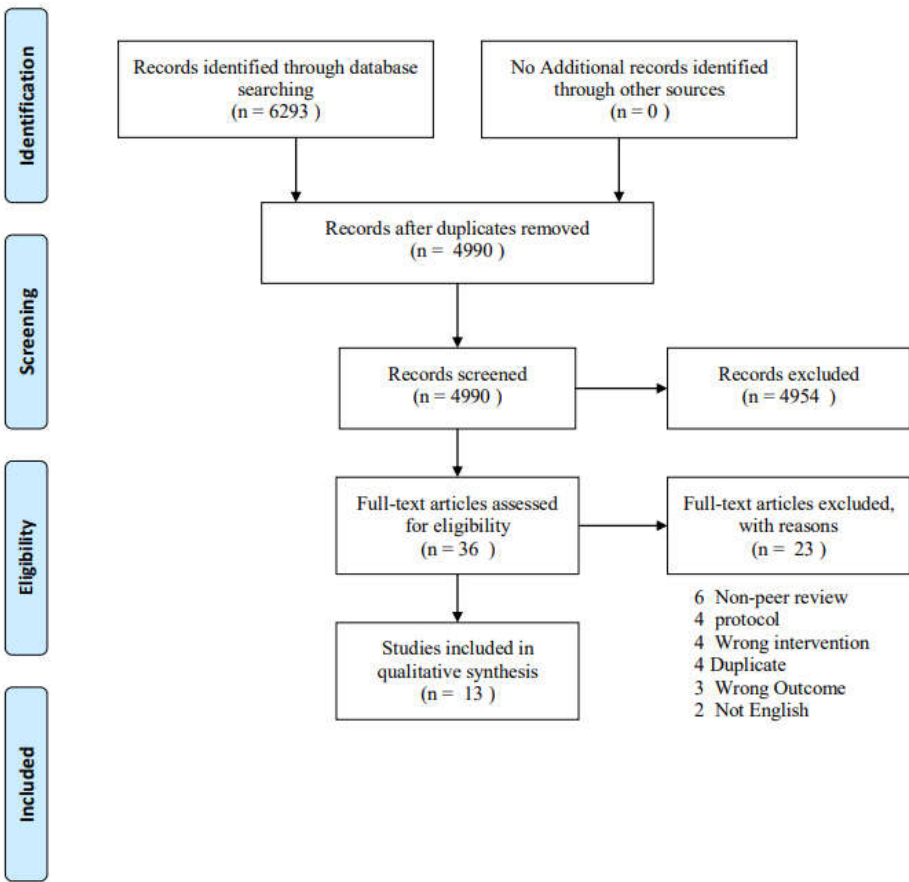 Identification
Records identified through database
searching
(n = 6293 )
No Additional records identified
through other sources
(n = 0 )
Records after duplicates removed
(n = 4990 )
Screening
Records screened
(n = 4990 )
Records excluded
(n = 4954 )
Eligibility
Full-text articles assessed
for eligibility
(n = 36 )
Full-text articles excluded,
with reasons
(n = 23 )
6 Non-peer review
4 protocol
4 Wrong intervention
4 Duplicate
3 Wrong Outcome
2 Not English
Studies included in
qualitative synthesis
(n = 13 )
Included